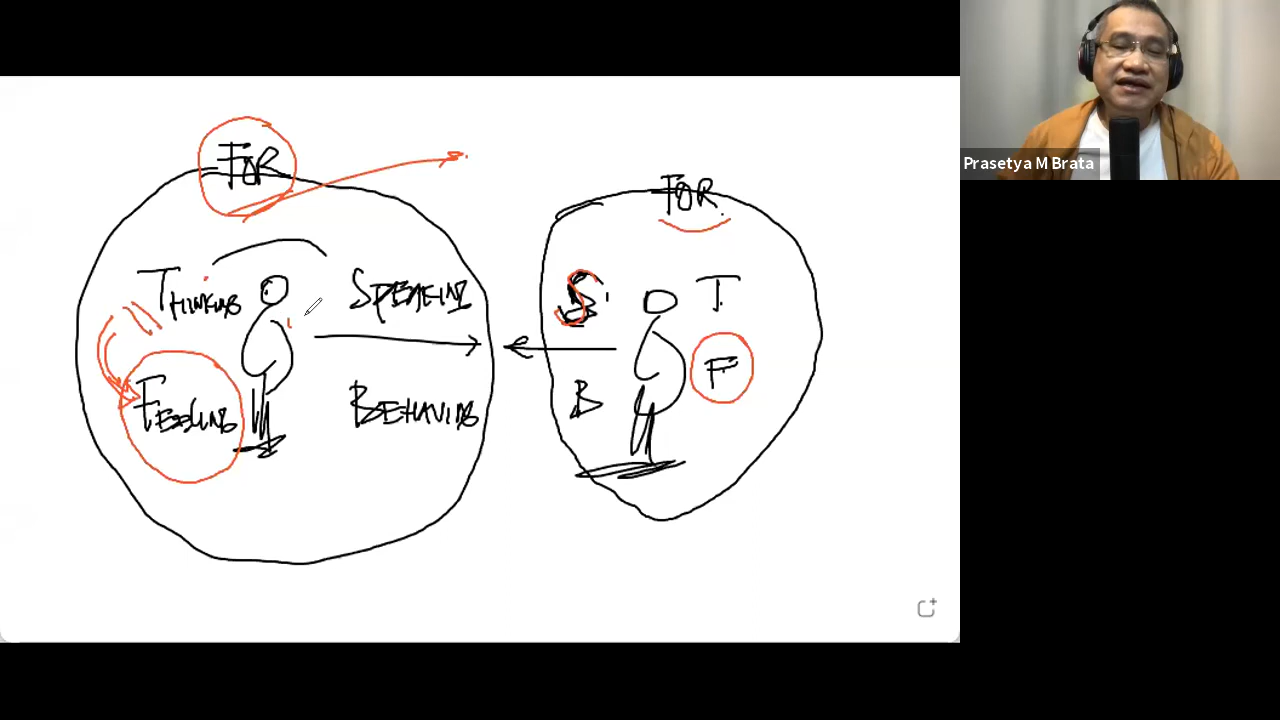 FOR
THINKING
SPEAKING
FEELING
BEHAVING
FOR
S
T
B
F
Prasetya M Brata